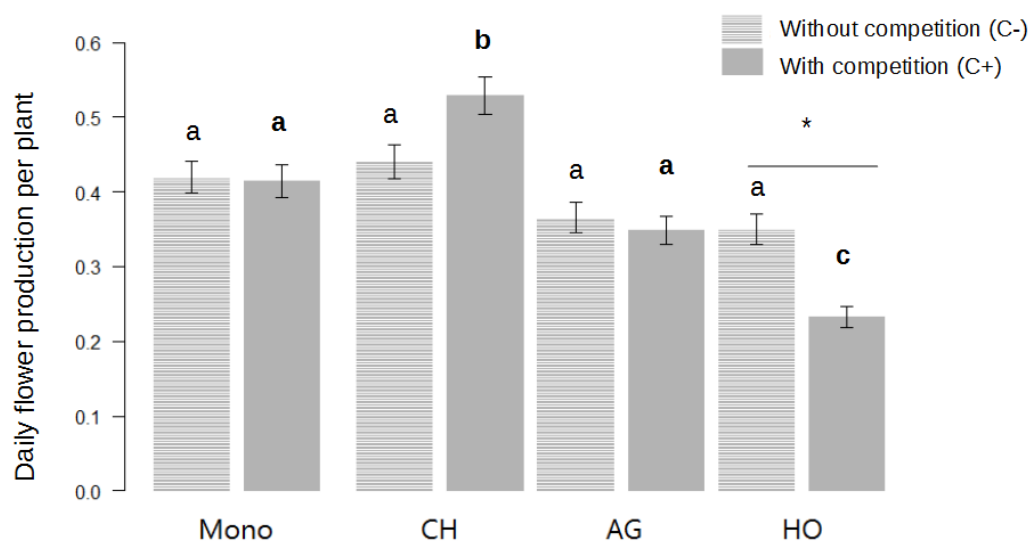 Without competition (C-)
With competition (C+)
Daily flower production per plant
0.6
0.5
0.4
0.3
0.2
0.1
0.0
a
a
a
b
a
a
*
a
c
Mono
CH
AG
HO